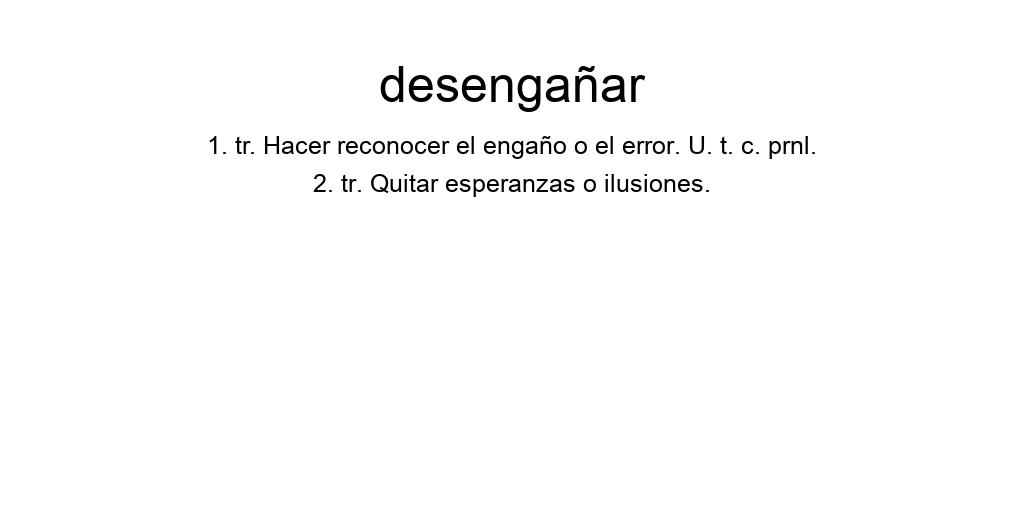 desengañar
1. tr. Hacer reconocer el engaño o el error. U. t. c. prnl.
2. tr. Quitar esperanzas o ilusiones.